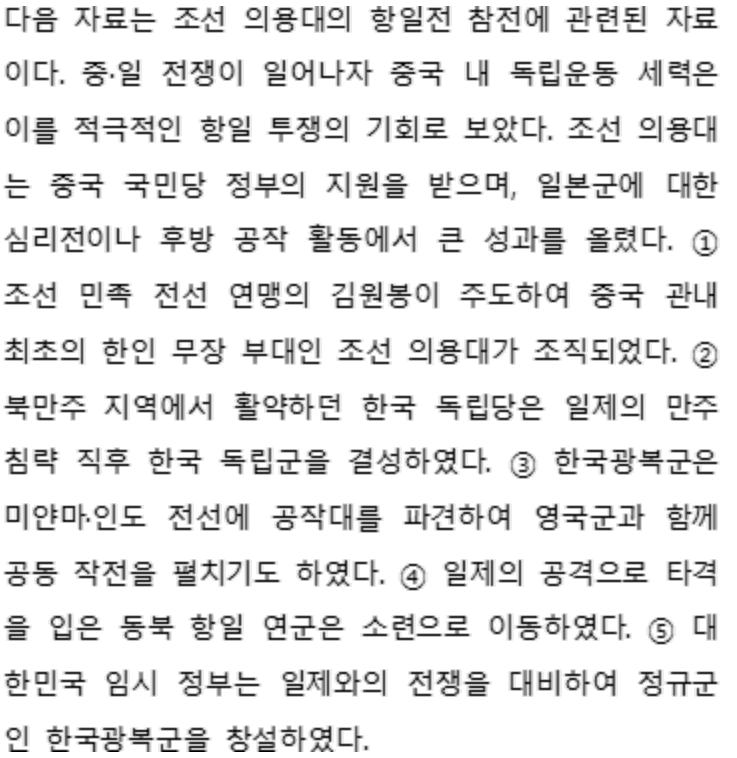 다음 자료는 조선 의용대의 항일전 참전에 관련된 자료
이다. 중·일 전쟁이 일어나자 중국 내 독립운동 세력은
이를 적극적인 항일 투쟁의 기회로 보았다. 조선 의용대
는 중국 국민당 정부의 지원을 받으며, 일본군에 대한
심리전이나 후방 공작 활동에서 큰 성과를 올렸다. ①
조선 민족 전선 연맹의 김원봉이 주도하여 중국 관내
최초의 한인 무장 부대인 조선 의용대가 조직되었다. ②
북만주 지역에서 활약하던 한국 독립당은 일제의 만주
침략 직후 한국 독립군을 결성하였다. ③ 한국광복군은
미얀마·인도 전선에 공작대를 파견하여 영국군과 함께
공동 작전을 펼치기도 하였다. ④ 일제의 공격으로 타격
을 입은 동북 항일 연군은 소련으로 이동하였다. ⑤ 대
한민국 임시 정부는 일제와의 전쟁을 대비하여 정규군
인 한국광복군을 창설하였다.